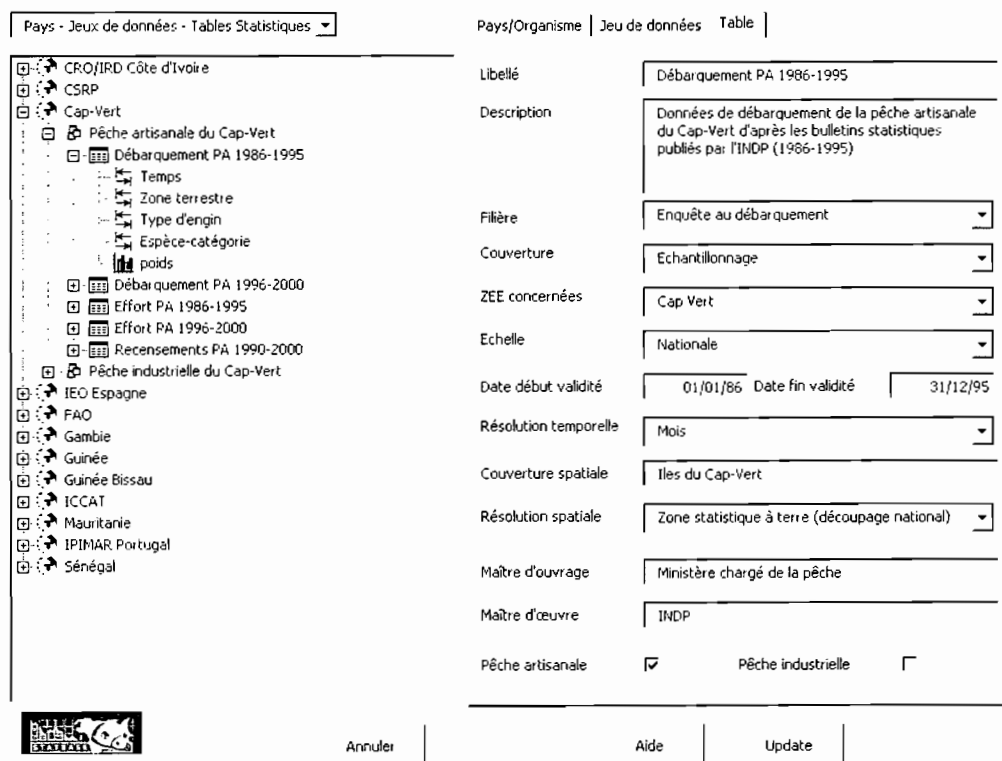 Pays - Jeux de données - Tables Statistiques
CRO/IRD Côte d'Ivoire
CSRP
Cap-Vert
Pêche artisanale du Cap-Vert
Débarquement PA 1986-1995
Temps
Zone terrestre
Type d'engin
Espèce-catégorie
poids
Débarquement PA 1996-2000
Effort PA 1986-1995
Effort PA 1996-2000
Recensements PA 1990-2000
Pêche industrielle du Cap-Vert
IEO Espagne
FAO
Gambie
Guinée
Guinée Bissau
ICCAT
Mauritanie
IPIMAR Portugal
Sénégal
Pays/Organisme Jeu de données Table
Libellé Débarquement PA 1986-1995
Description Données de débarquement de la pêche artisanale
du Cap-Vert d'après les bulletins statistiques
publiés par l'INDP (1986-1995)
Filière Enquête au débarquement
Couverture Echantillonnage
ZEE concernées Cap Vert
Echelle Nationale
Date début validité 01/01/86 Date fin validité 31/12/95
Résolution temporelle Mois
Couverture spatiale Iles du Cap-Vert
Résolution spatiale Zone statistique à terre (découpage national)
Maître d'ouvrage Ministère chargé de la pêche
Maître d'œuvre INDP
Pêche artisanale Pêche industrielle
STATBASE
Annuler Aide Update